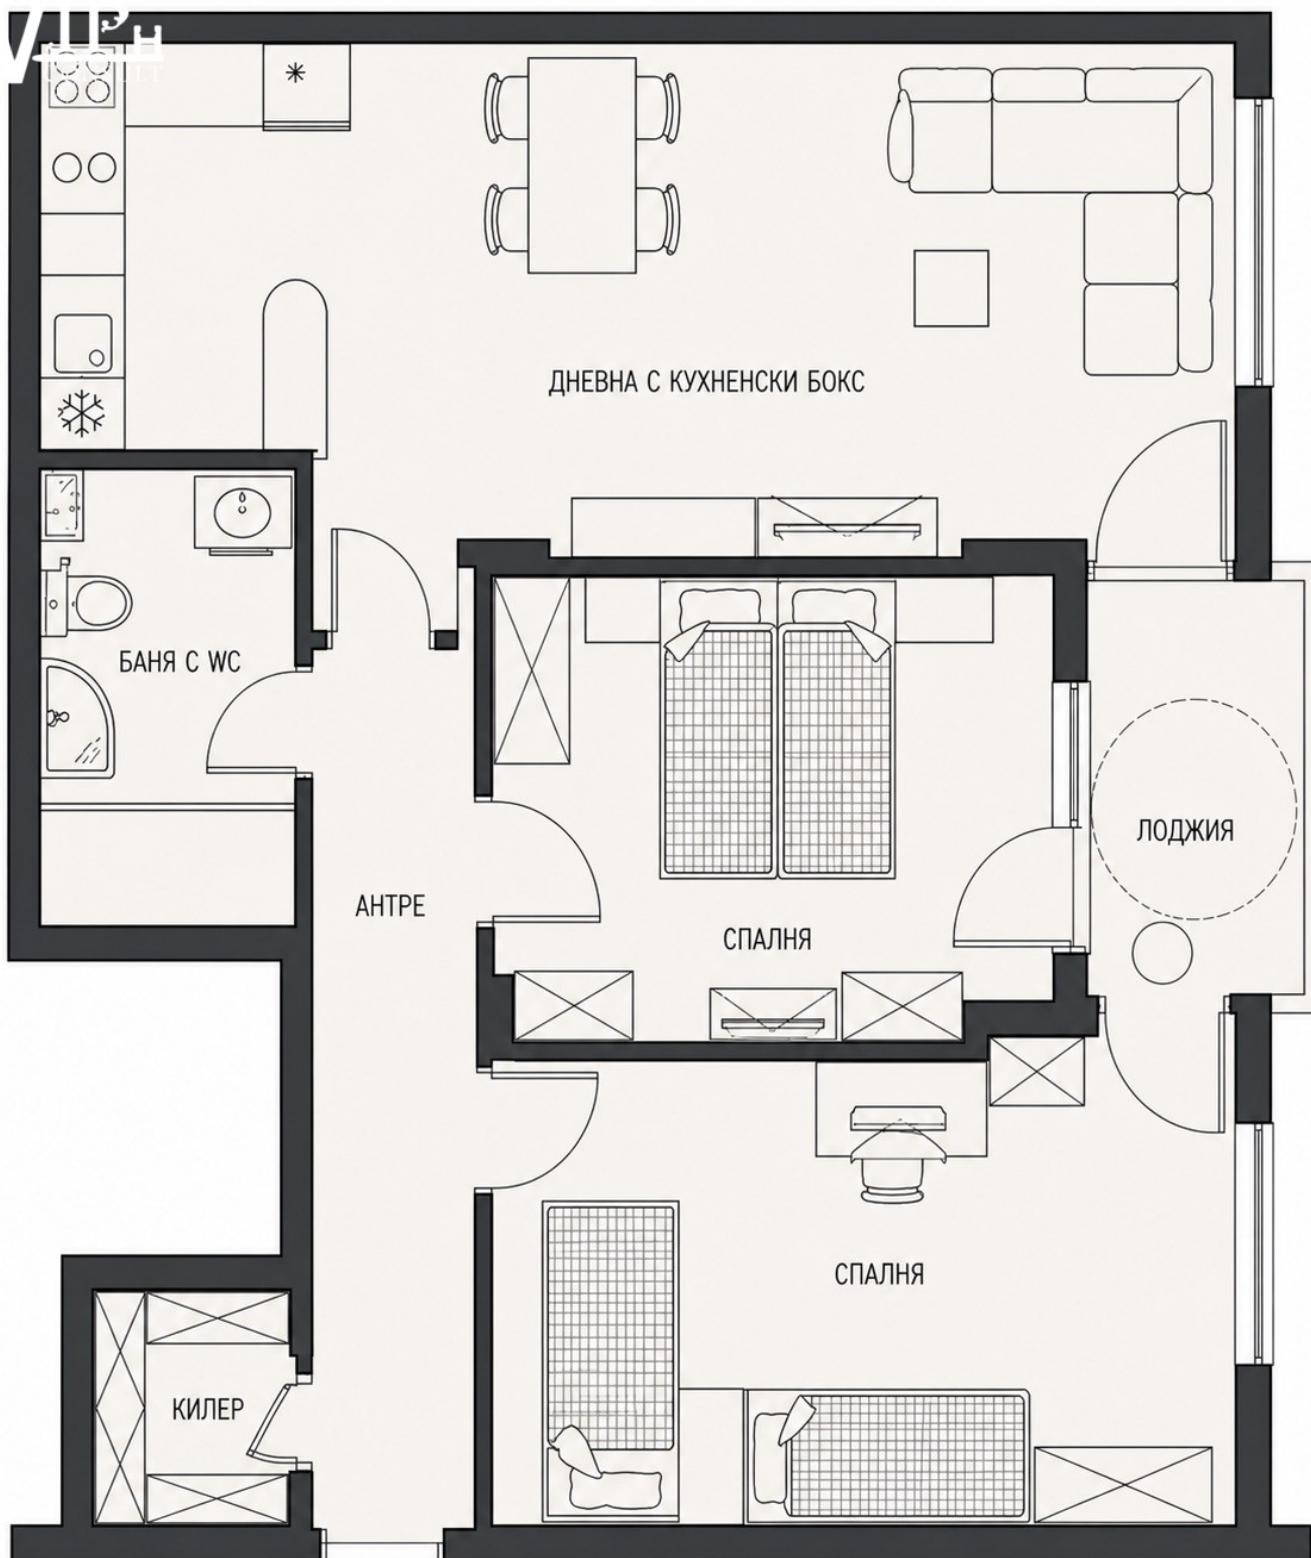 ДНЕВНА С КУХНЕНСКИ БОКС
БАНЯ С WC
ЛОДЖИЯ
АНТРЕ
СПАЛНЯ
СПАЛНЯ
КИЛЕР